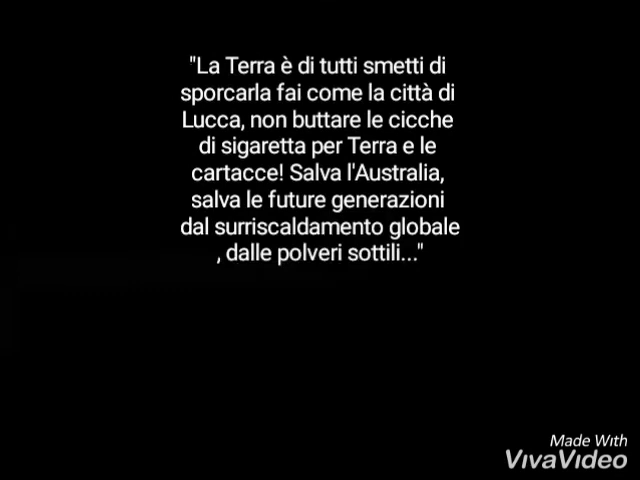 "La Terra è di tutti smetti di
sporcarla fai come la città di
Lucca, non buttare le cicche
di sigaretta per Terra e le
cartacce! Salva l'Australia,
salva le future generazioni
dal surriscaldamento globale
, dalle polveri sottili..."
Made With
VivaVideo